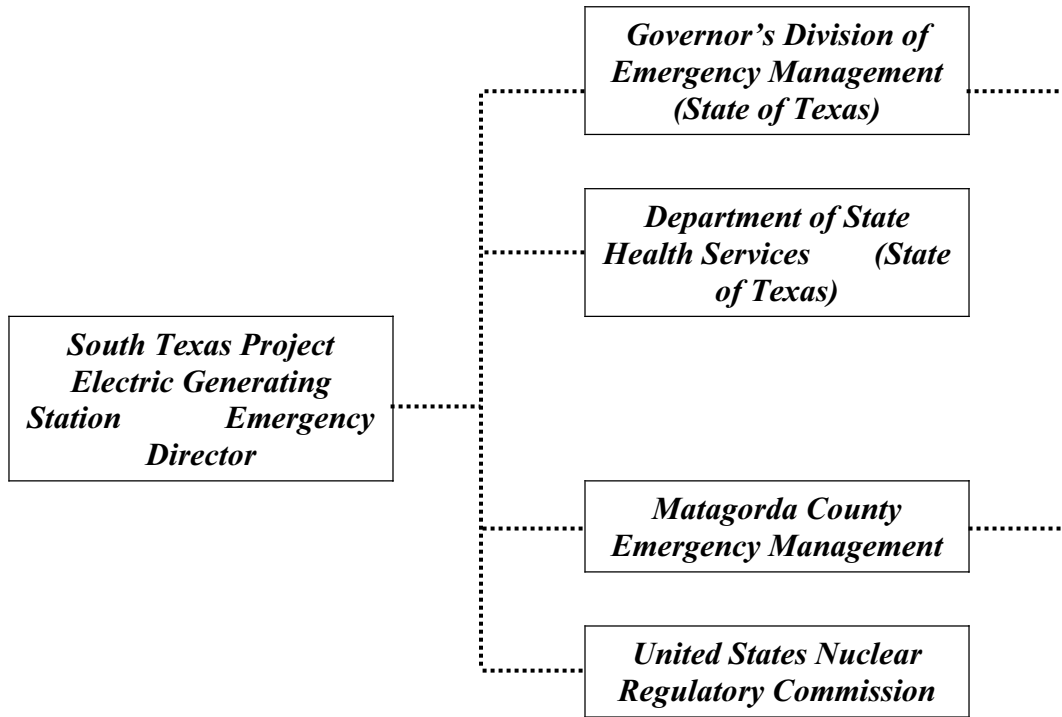 Governor’s Division of
Emergency Management
(State of Texas)
Department of State
Health Services (State
of Texas)
South Texas Project
Electric Generating
Station Emergency
Director
Matagorda County
Emergency Management
United States Nuclear
Regulatory Commission